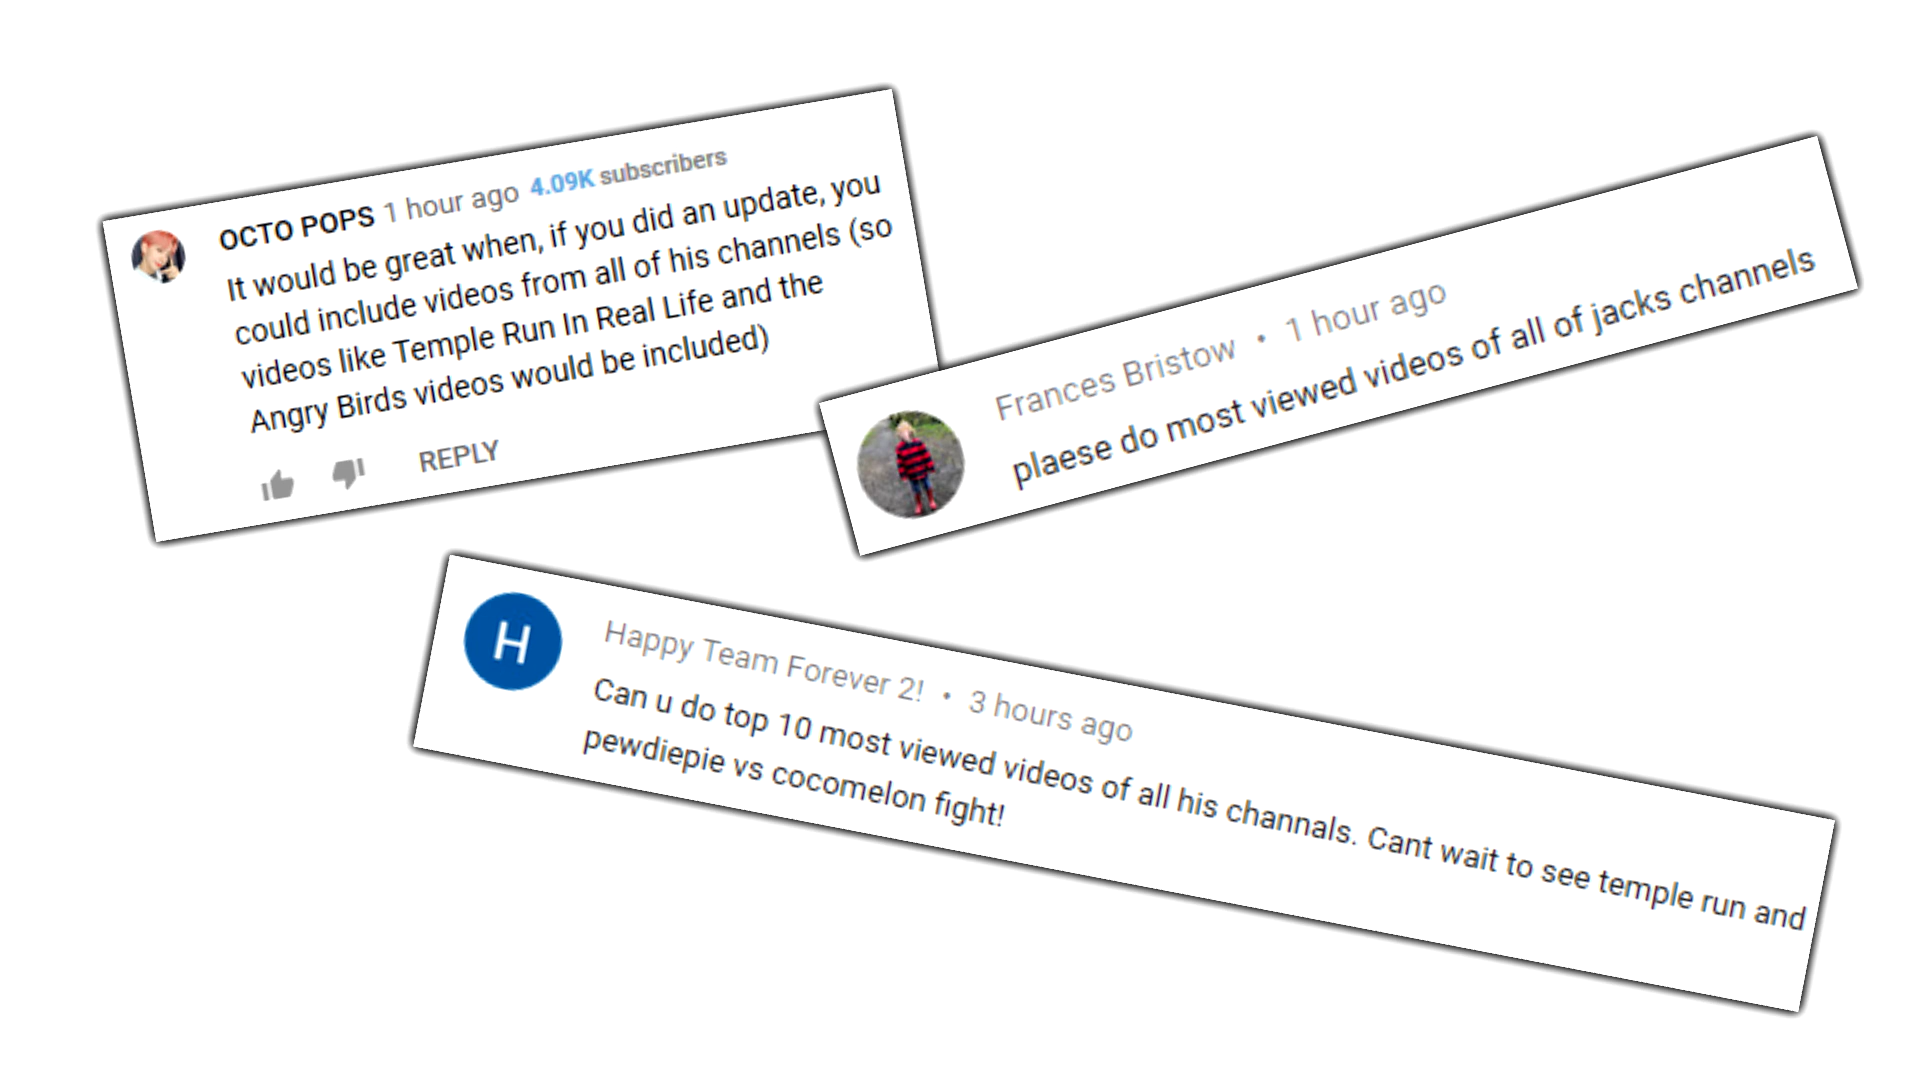 OCTO POPS 1 hour ago 4.09K subscribers
It would be great when, if you did an update, you
could include videos from all of his channels (so
videos like Temple Run In Real Life and the
Angry Birds videos would be included)
REPLY
Frances Bristow • 1 hour ago
plaese do most viewed videos of all of jacks channels
H
Happy Team Forever 2! • 3 hours ago
Can u do top 10 most viewed videos of all his channals. Cant wait to see temple run and
pewdiepie vs cocomelon fight!